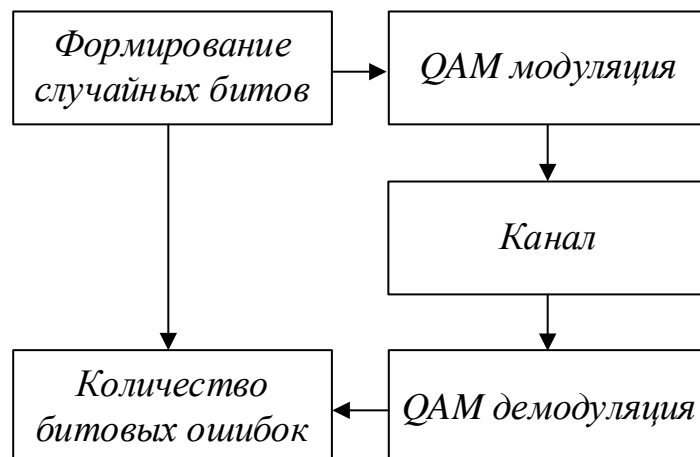 Формирование
случайных битов
QAM модуляция
Канал
Количество
битовых ошибок
QAM демодуляция